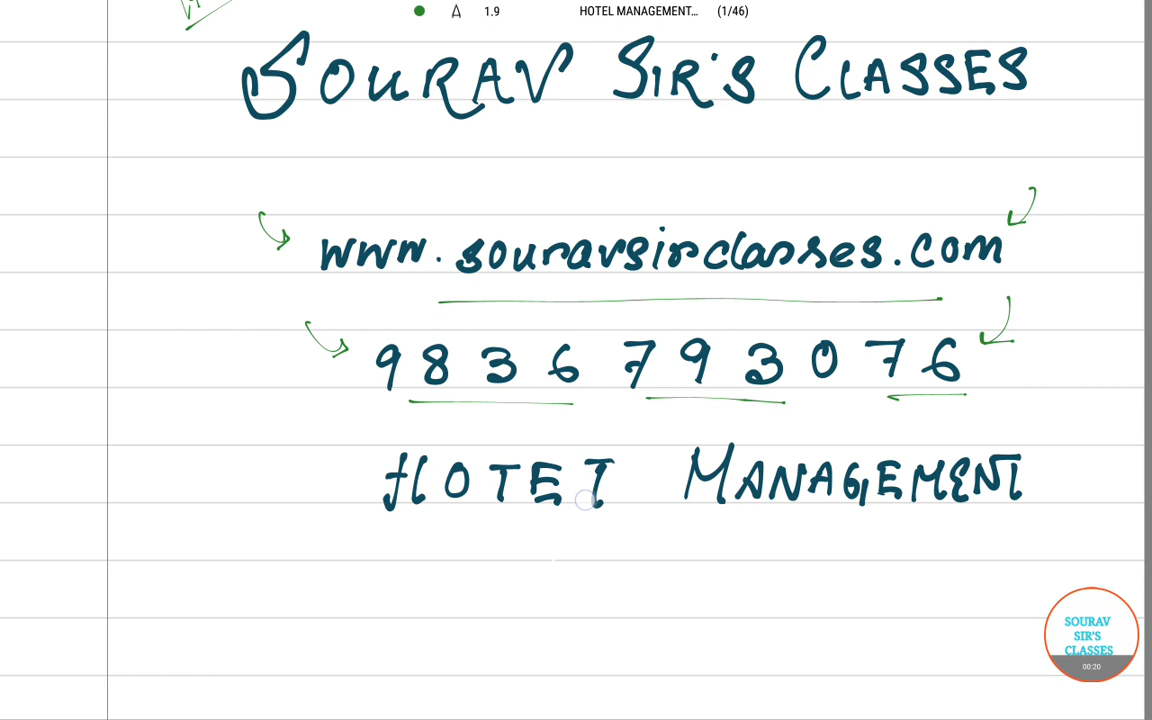 1.9 HOTEL MANAGEMENT... (1/46)
SOURAV SIR'S CLASSES
www.souravsirclasses.com
9836793076
HOTEI MANAGEMENT
SOURAV
SIR'S
CLASSES
00:20